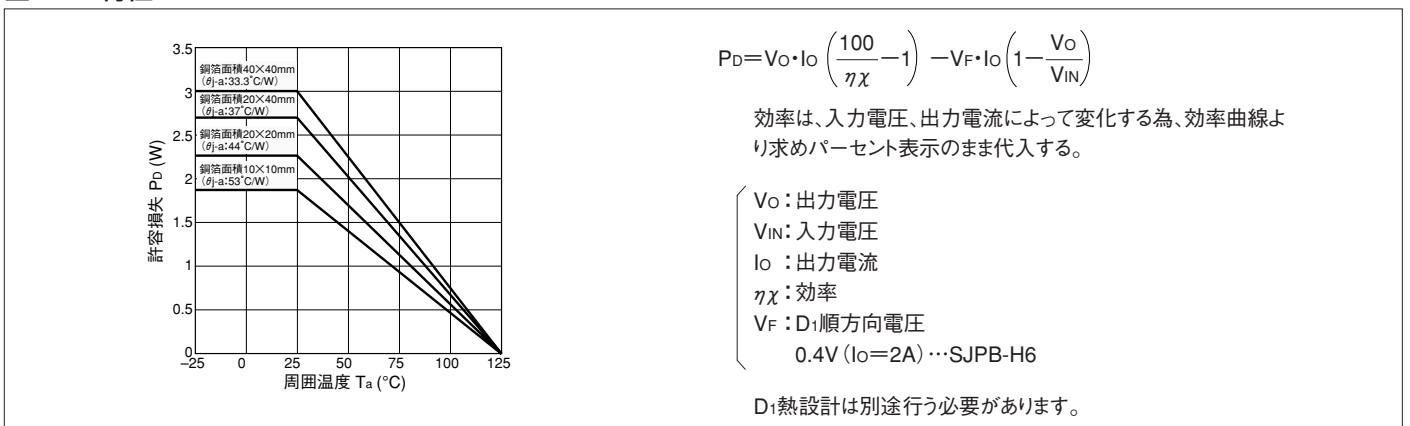 3.5
銅箔面積40×40mm
(θj-a:33.3˚C/W)
3
銅箔面積20×40mm
(θj-a:37˚C/W)
2.5
銅箔面積20×20mm
(θj-a:44˚C/W)
2
銅箔面積10×10mm
(θj-a:53˚C/W)
1.5
1
0.5
0
許容損失 PD (W)
–25 0 25 50 75 100 125
周囲温度 Ta (°C)
PD=VO•IO (100/ηχ −1) −VF•IO (1− VO/VIN)
効率は、入力電圧、出力電流によって変化する為、効率曲線よ
り求めパーセント表示のまま代入する。
VO:出力電圧
VIN:入力電圧
IO :出力電流
ηχ:効率
VF :D1順方向電圧
0.4V(IO=2A)…SJPB-H6
D1熱設計は別途行う必要があります。